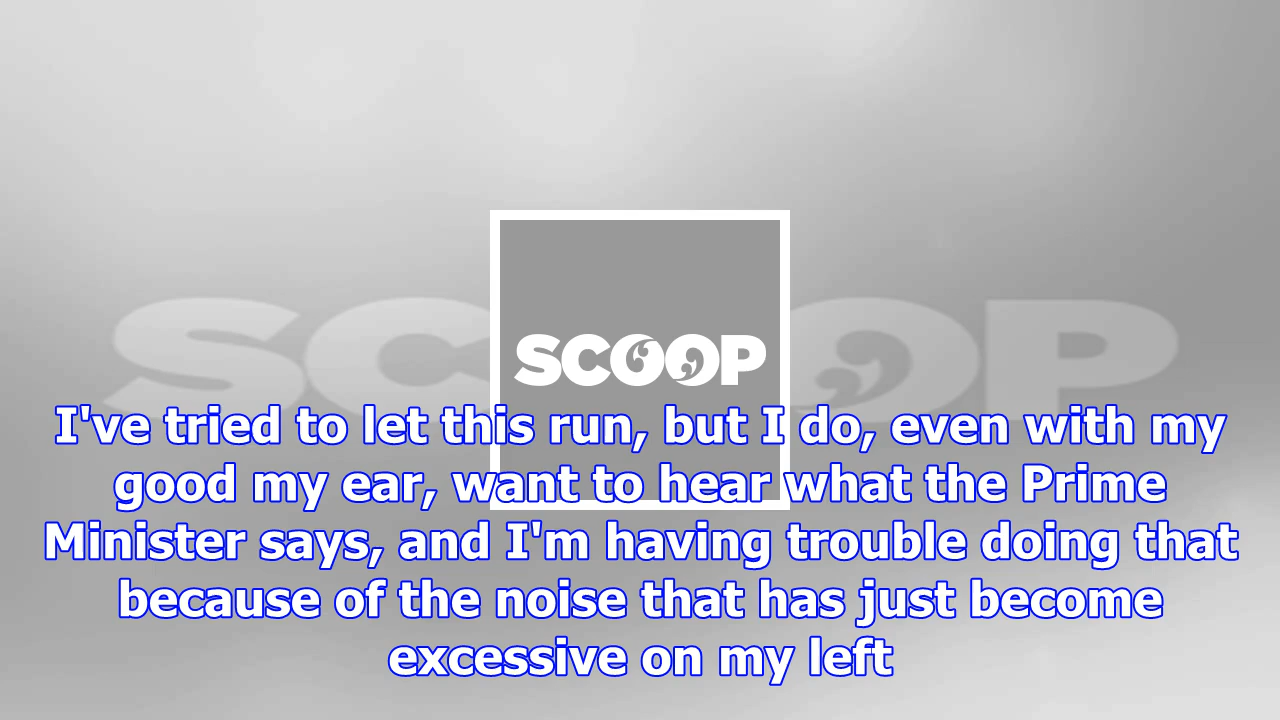 SCOOP
SCOOP
I've tried to let this run, but I do, even with my
good my ear, want to hear what the Prime
Minister says, and I'm having trouble doing that
because of the noise that has just become
excessive on my left